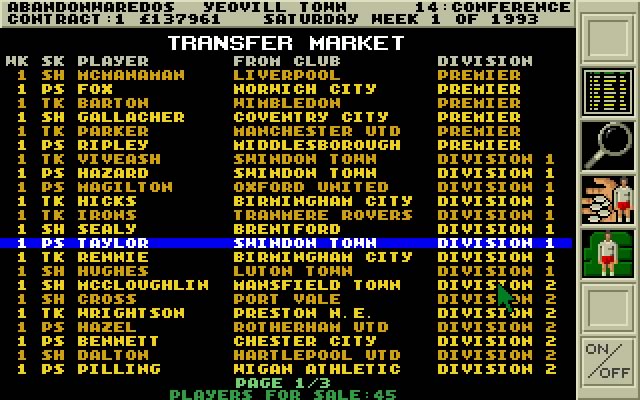 ABANDONWAREDOS YEOVILL TOWN 14:CONFERENCE
CONTRACT:1 £137961 SATURDAY WEEK 1 OF 1993
TRANSFER MARKET
WK SK PLAYER FROM CLUB DIVISION
1 SH MCMANAMAN LIVERPOOL PREMIER
1 PS FOX NORWICH CITY PREMIER
1 TK BARTON WIMBLEDON PREMIER
1 SH GALLACHER COVENTRY CITY PREMIER
1 TK PARKER MANCHESTER UTD PREMIER
1 PS RIPLEY MIDDLESBOROUGH PREMIER
1 TK VIVEASH SWINDON TOWN DIVISION 1
1 PS HAZARD SWINDON TOWN DIVISION 1
1 PS MAGILTON OXFORD UNITED DIVISION 1
1 TK HICKS BIRMINGHAM CITY DIVISION 1
1 TK IRONS TRANMERE ROVERS DIVISION 1
1 SH SEALY BRENTFORD DIVISION 1
1 PS TAYLOR SWINDON TOWN DIVISION 1
1 TK RENNIE BIRMINGHAM CITY DIVISION 1
1 SH HUGHES LUTON TOWN DIVISION 1
1 SH MCCLOUGHLIN MANSFIELD TOWN DIVISION 2
1 SH CROSS PORT VALE DIVISION 2
1 TK WRIGHTSON PRESTON N.E. DIVISION 2
1 PS HAZEL ROTHERHAM UTD DIVISION 2
1 PS BENNETT CHESTER CITY DIVISION 2
1 SH DALTON HARTLEPOOL UTD DIVISION 2
1 PS PILLING WIGAN ATHLETIC DIVISION 2
PAGE 1/3
PLAYERS FOR SALE:45
ON/OFF